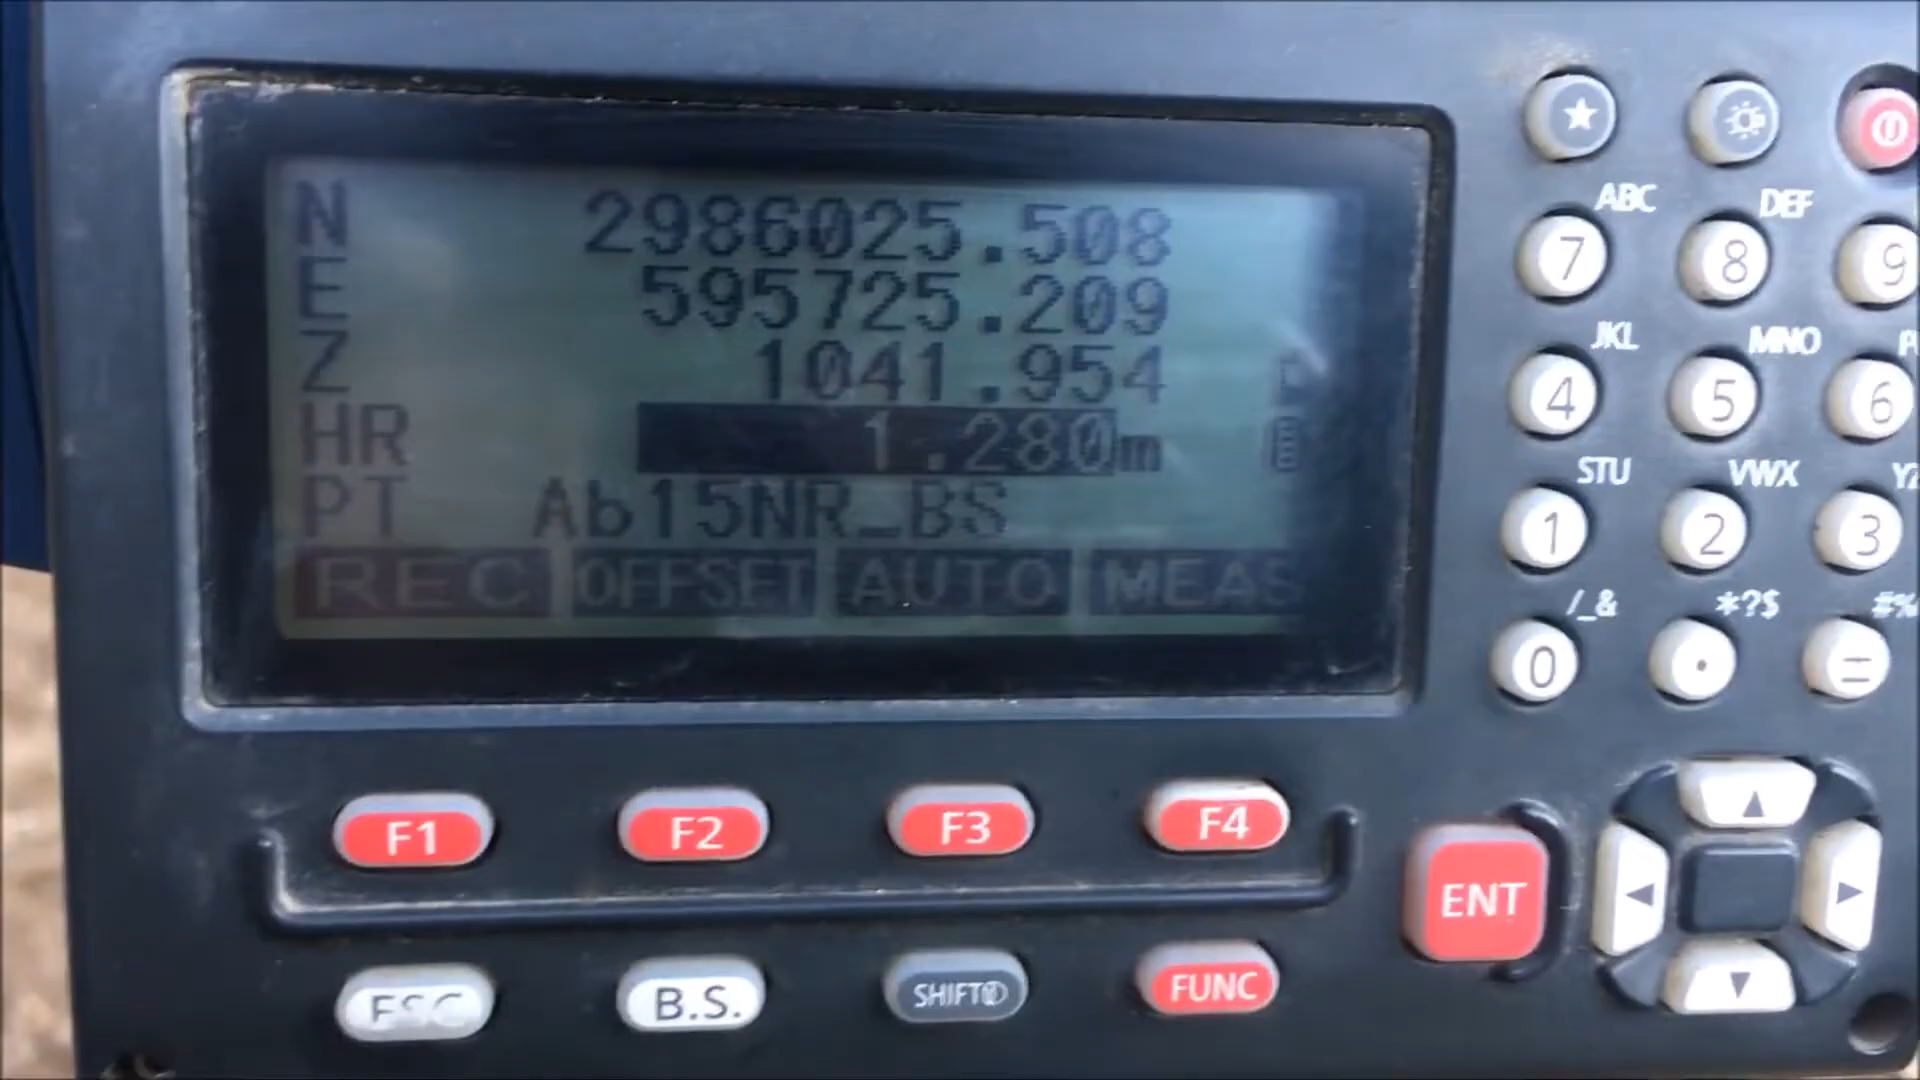 N 2986025.508
E 595725.209
Z 1041.954
HR 1.280m
PT Ab15NR_BS
REC OFFSET AUTO MEAS
ABC DEF
7 8 9
JKL MNO
4 5 6
STU VWX YZ
1 2 3
/_& *?$ #%
0 . =
F1 F2 F3 F4
ENT
ESC B.S. SHIFT FUNC